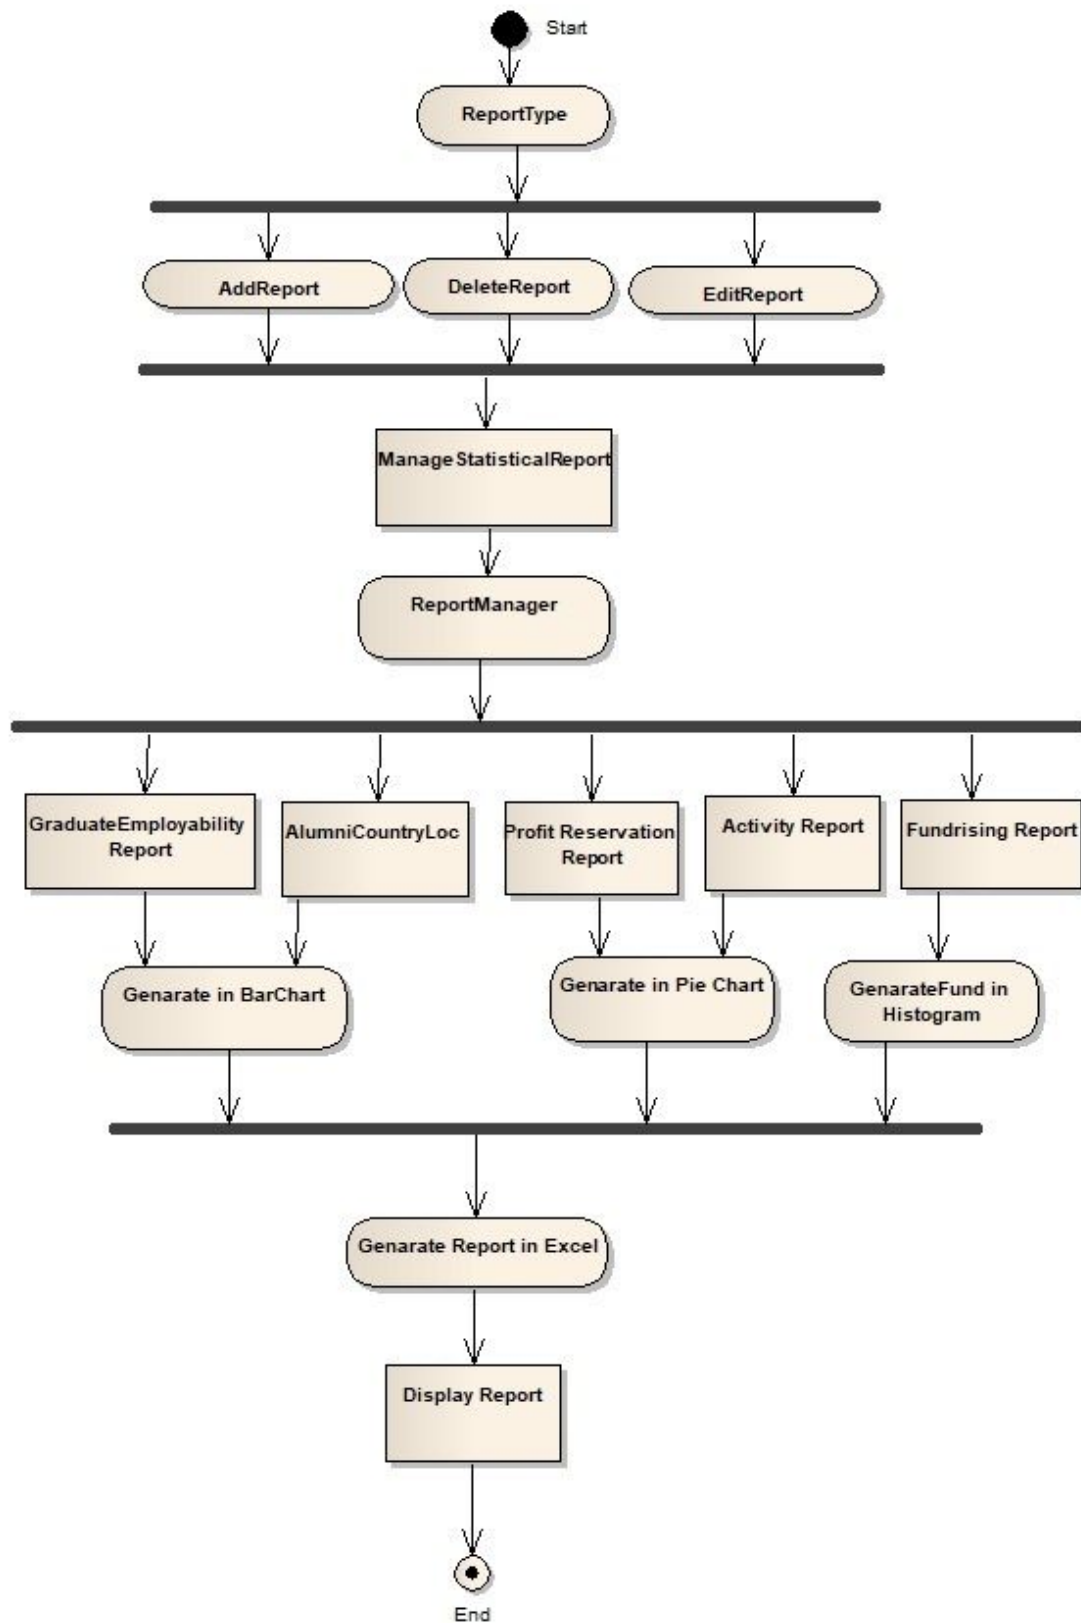 Start
ReportType
AddReport
DeleteReport
EditReport
ManageStatisticalReport
ReportManager
GraduateEmployability
Report
AlumniCountryLoc
Profit Reservation
Report
Activity Report
Fundrising Report
Genarate in BarChart
Genarate in Pie Chart
GenarateFund in
Histogram
Genarate Report in Excel
Display Report
End